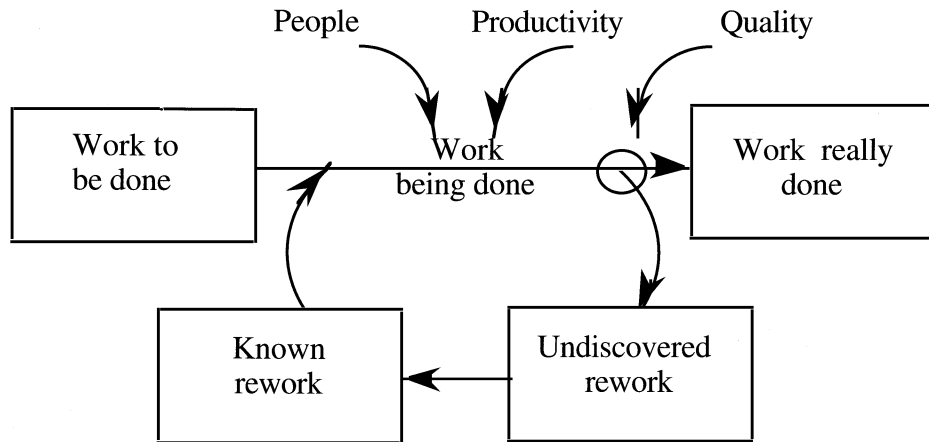 People
Productivity
Quality
Work to
be done
Work
being done
Work really
done
Known
rework
Undiscovered
rework